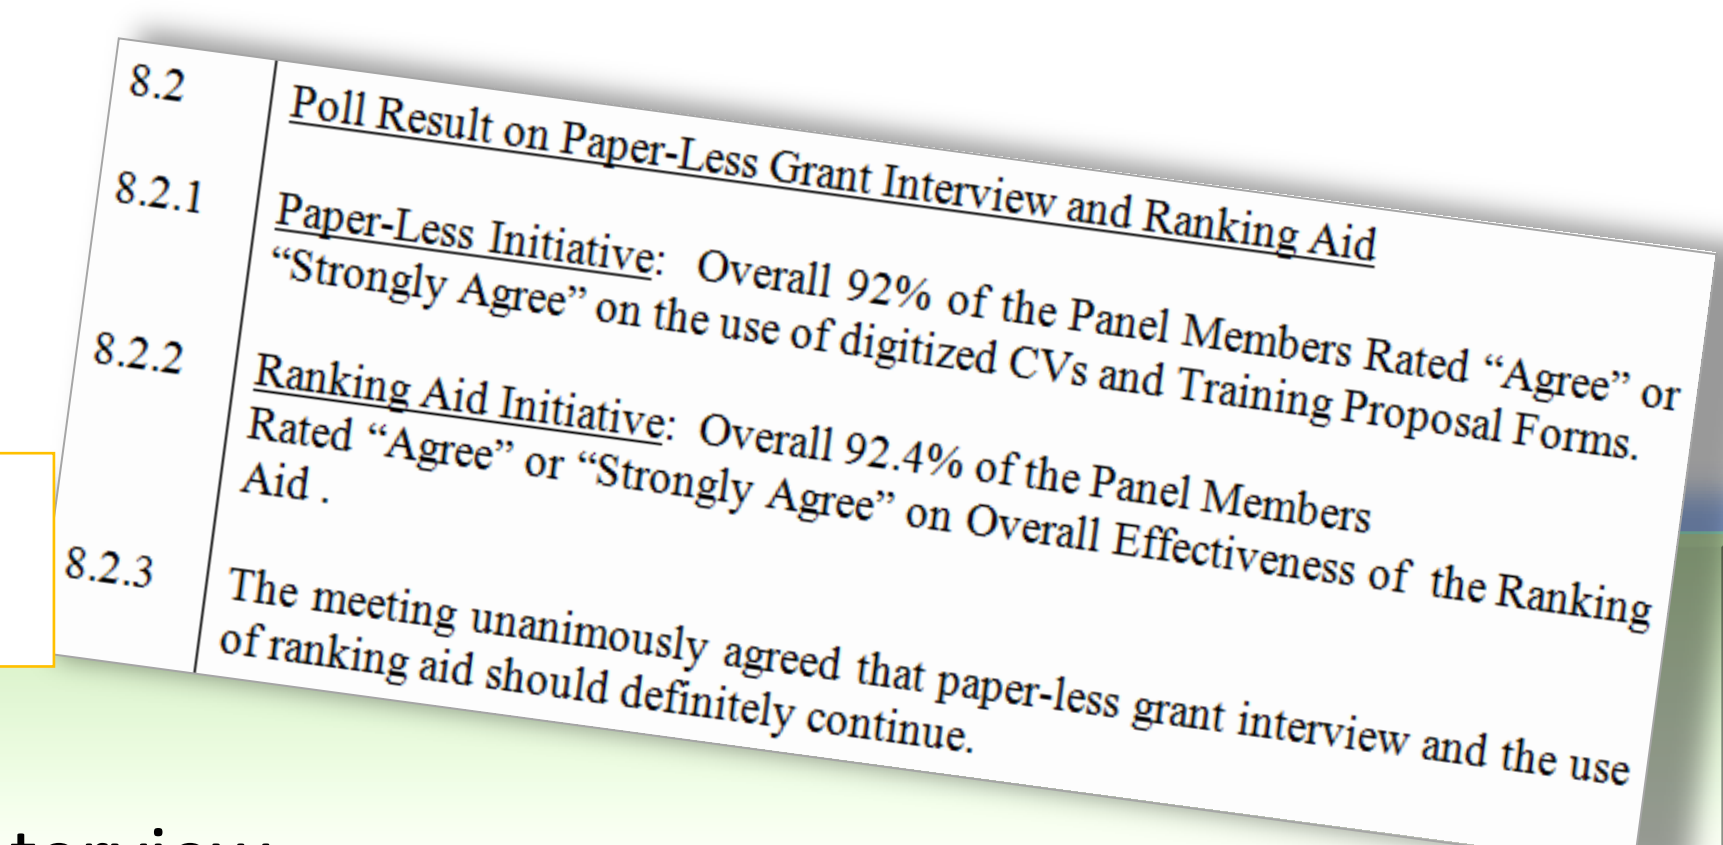 8.2 Poll Result on Paper-Less Grant Interview and Ranking Aid
8.2.1 Paper-Less Initiative: Overall 92% of the Panel Members Rated “Agree” or
“Strongly Agree” on the use of digitized CVs and Training Proposal Forms.
8.2.2 Ranking Aid Initiative: Overall 92.4% of the Panel Members
Rated “Agree” or “Strongly Agree” on Overall Effectiveness of the Ranking
Aid .
8.2.3 The meeting unanimously agreed that paper-less grant interview and the use
of ranking aid should definitely continue.